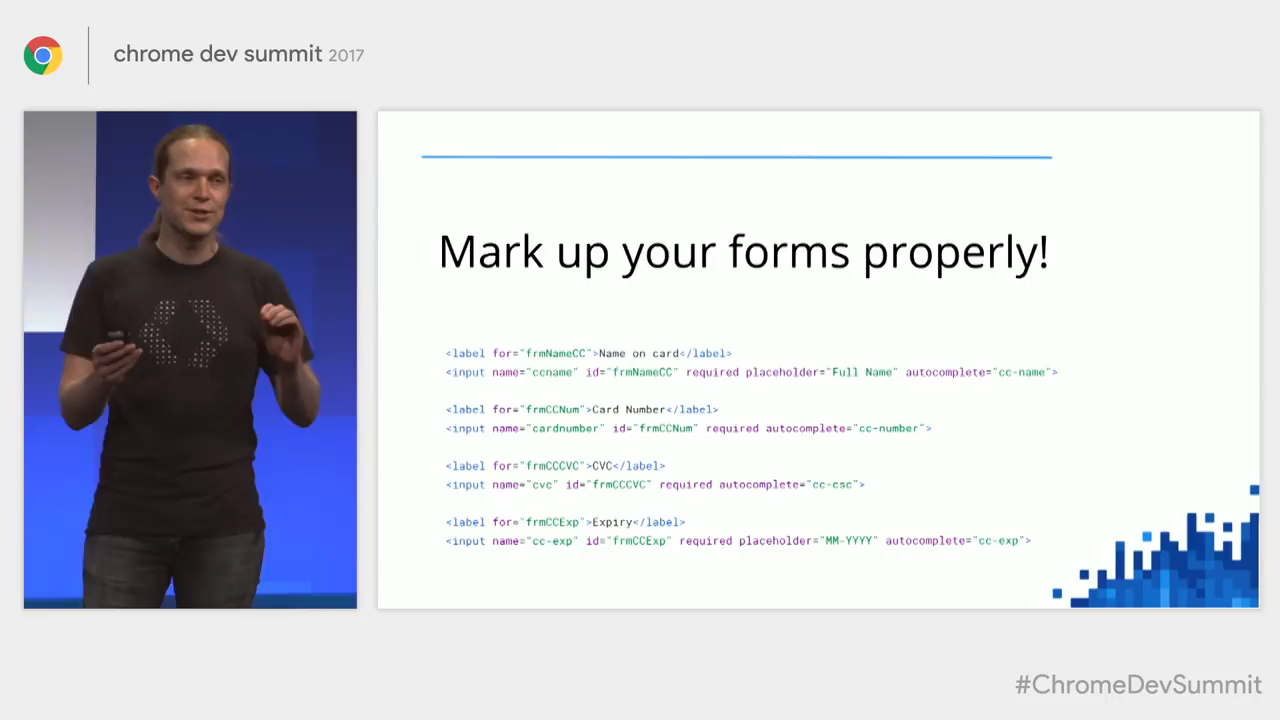 chrome dev summit 2017
Mark up your forms properly!
<label for="frmNameCC">Name on card</label>
<input name="ccname" id="frmNameCC" required placeholder="Full Name" autocomplete="cc-name">
<label for="frmCCNum">Card Number</label>
<input name="cardnumber" id="frmCCNum" required autocomplete="cc-number">
<label for="frmCCCVC">CVC</label>
<input name="cvc" id="frmCCCVC" required autocomplete="cc-csc">
<label for="frmCCExp">Expiry</label>
<input name="cc-exp" id="frmCCExp" required placeholder="MM-YYYY" autocomplete="cc-exp">
#ChromeDevSummit